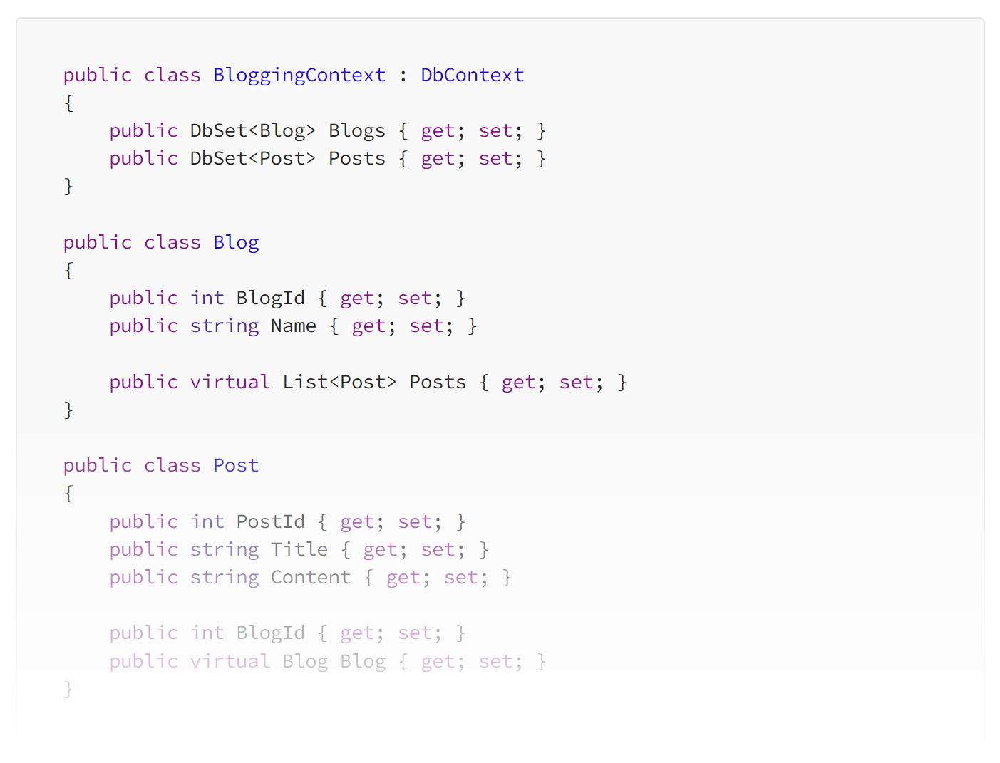 public class BloggingContext : DbContext
{
    public DbSet<Blog> Blogs { get; set; }
    public DbSet<Post> Posts { get; set; }
}

public class Blog
{
    public int BlogId { get; set; }
    public string Name { get; set; }

    public virtual List<Post> Posts { get; set; }
}

public class Post
{
    public int PostId { get; set; }
    public string Title { get; set; }
    public string Content { get; set; }

    public int BlogId { get; set; }
    public virtual Blog Blog { get; set; }
}